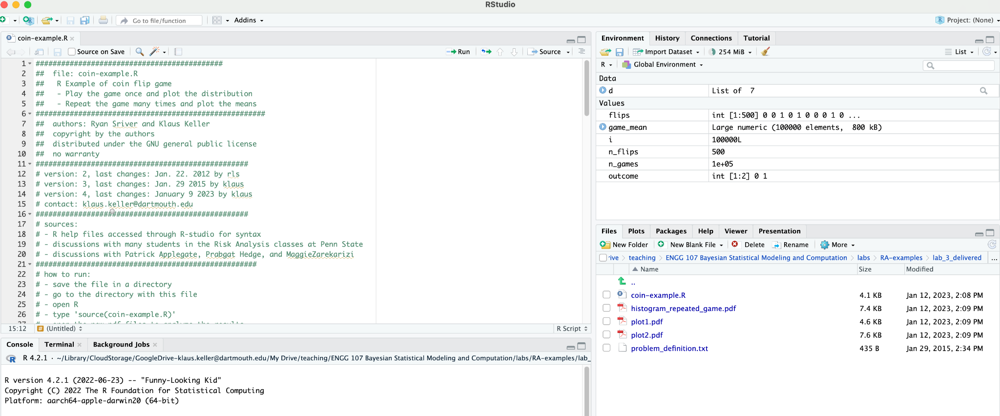 RStudio
Go to file/function
Addins
Project: (None)
coin-example.R
Source on Save
Run
Source
1 ############################################
2 ##  file: coin-example.R
3 ##   R Example of coin flip game
4 ##   - Play the game once and plot the distribution
5 ##   - Repeat the game many times and plot the means
6 ######################################################
7 ##  authors: Ryan Sriver and Klaus Keller
8 ##  copyright by the authors
9 ##  distributed under the GNU general public license
10 ##  no warranty
11 ##################################################
12 # version: 2, last changes: Jan. 22. 2012 by rls
13 # version: 3, last changes: Jan. 29 2015 by klaus
14 # version: 4, last changes: January 9 2023 by klaus
15 # contact: klaus.keller@dartmouth.edu
16 ##################################################
17 # sources:
18 # - R help files accessed through R-studio for syntax
19 # - discussions with many students in the Risk Analysis classes at Penn State
20 # - discussions with Patrick Applegate, Prabgat Hedge, and MaggieZarekarizi
21 ####################################################
22 # how to run:
23 # - save the file in a directory
24 # - go to the directory with this file
25 # - open R
26 # - type 'source(coin-example.R)'
27 # - open the new pdf files to analyze the results
15:12
# (Untitled)
R Script
Console
Terminal
Background Jobs
R 4.2.1 · ~/Library/CloudStorage/GoogleDrive-klaus.keller@dartmouth.edu/My Drive/teaching/ENGG 107 Bayesian Statistical Modeling and Computation/labs/RA-examples/lab_
R version 4.2.1 (2022-06-23) -- "Funny-Looking Kid"
Copyright (C) 2022 The R Foundation for Statistical Computing
Platform: aarch64-apple-darwin20 (64-bit)
Environment
History
Connections
Tutorial
Import Dataset
254 MiB
List
R
Global Environment
Data
d List of  7
Values
flips int [1:500] 0 0 1 0 1 0 0 0 1 0 ...
game_mean Large numeric (100000 elements,  800 kB)
i 100000L
n_flips 500
n_games 1e+05
outcome int [1:2] 0 1
Files
Plots
Packages
Help
Viewer
Presentation
New Folder
New Blank File
Delete
Rename
More
rive > teaching > ENGG 107 Bayesian Statistical Modeling and Computation > labs > RA-examples > lab_3_delivered ...
Name Size Modified
..
coin-example.R 4.1 KB Jan 12, 2023, 2:08 PM
histogram_repeated_game.pdf 7.4 KB Jan 12, 2023, 2:09 PM
plot1.pdf 4.6 KB Jan 12, 2023, 2:09 PM
plot2.pdf 7.6 KB Jan 12, 2023, 2:09 PM
problem_definition.txt 435 B Jan 29, 2015, 2:34 PM